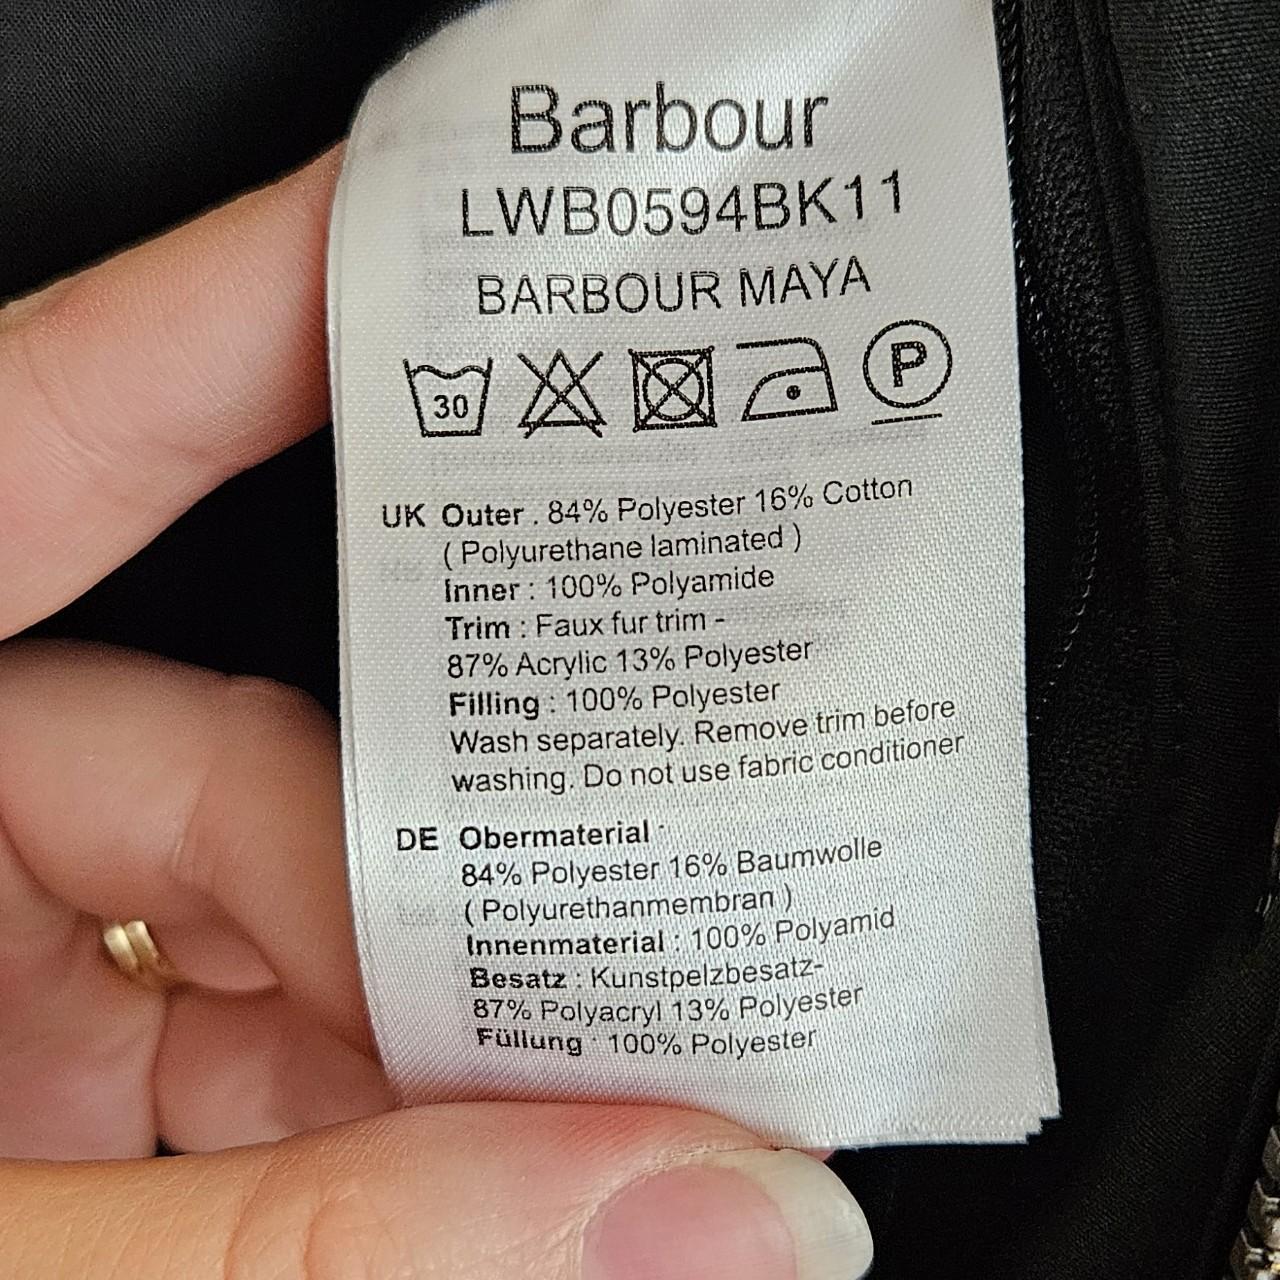 Barbour
LWB0594BK11
BARBOUR MAYA
30
P
UK Outer . 84% Polyester 16% Cotton
( Polyurethane laminated )
Inner : 100% Polyamide
Trim : Faux fur trim -
87% Acrylic 13% Polyester
Filling : 100% Polyester
Wash separately. Remove trim before
washing. Do not use fabric conditioner
DE Obermaterial :
84% Polyester 16% Baumwolle
( Polyurethanmembran )
Innenmaterial : 100% Polyamid
Besatz : Kunstpelzbesatz-
87% Polyacryl 13% Polyester
Füllung : 100% Polyester